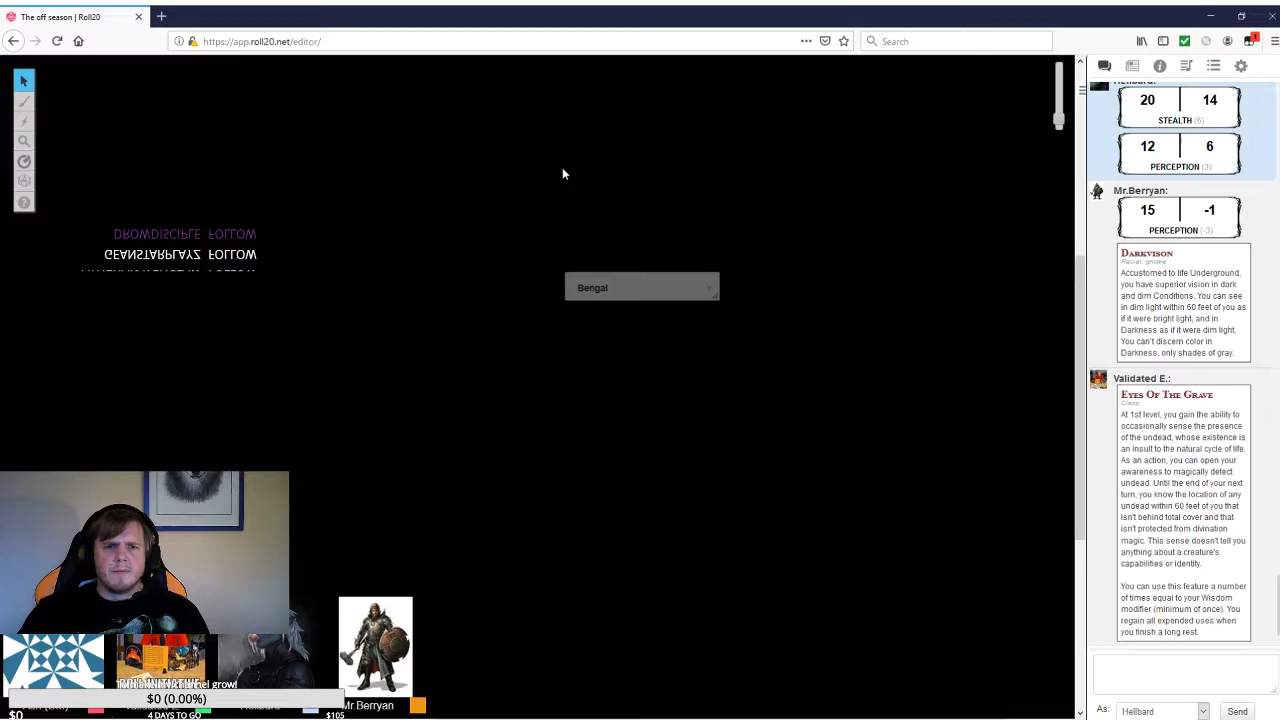 The off season | Roll20
https://app.roll20.net/editor/
Search
1
DROWDISCIPLE FOLLOW
GEANSTARPLAYZ FOLLOW
Bengal
Hellbard:
20 14
STEALTH (6)
12 6
PERCEPTION (3)
Mr.Berryan:
15 -1
PERCEPTION (-3)
DARKVISON
Racial gnome
Accustomed to life Underground,
you have superior vision in dark
and dim Conditions. You can see
in dim light within 60 feet of you as
if it were bright light, and in
Darkness as if it were dim light.
You can't discern color in
Darkness, only shades of gray.
Validated E.:
EYES OF THE GRAVE
Class
At 1st level, you gain the ability to
occasionally sense the presence
of the undead, whose existence is
an insult to the natural cycle of life.
As an action, you can open your
awareness to magically detect
undead. Until the end of your next
turn, you know the location of any
undead within 60 feet of you that
isn't behind total cover and that
isn't protected from divination
magic. This sense doesn't tell you
anything about a creature's
capabilities or identity.
You can use this feature a number
of times equal to your Wisdom
modifier (minimum of once). You
regain all expended uses when
you finish a long rest.
channel grow!
$0 (0.00%)
Mr Berryan
$0
4 DAYS TO GO
$105
As: Hellbard Send